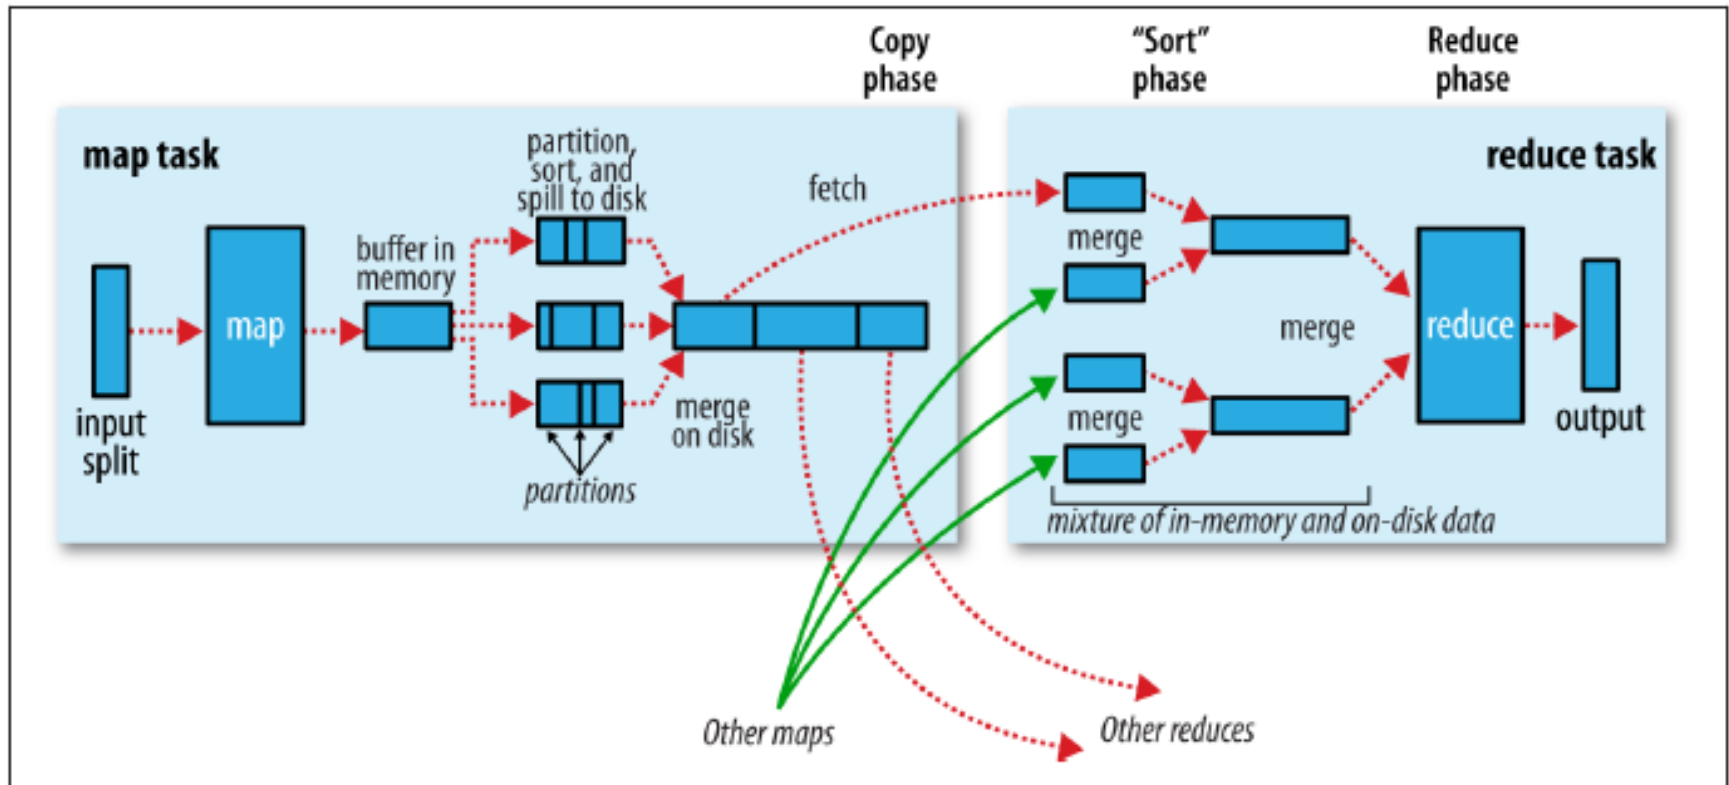 Copy
phase
“Sort”
phase
Reduce
phase
map task
partition,
sort, and
spill to disk
fetch
buffer in
memory
map
input
split
merge
on disk
partitions
reduce task
merge
merge
merge
reduce
output
mixture of in-memory and on-disk data
Other maps
Other reduces